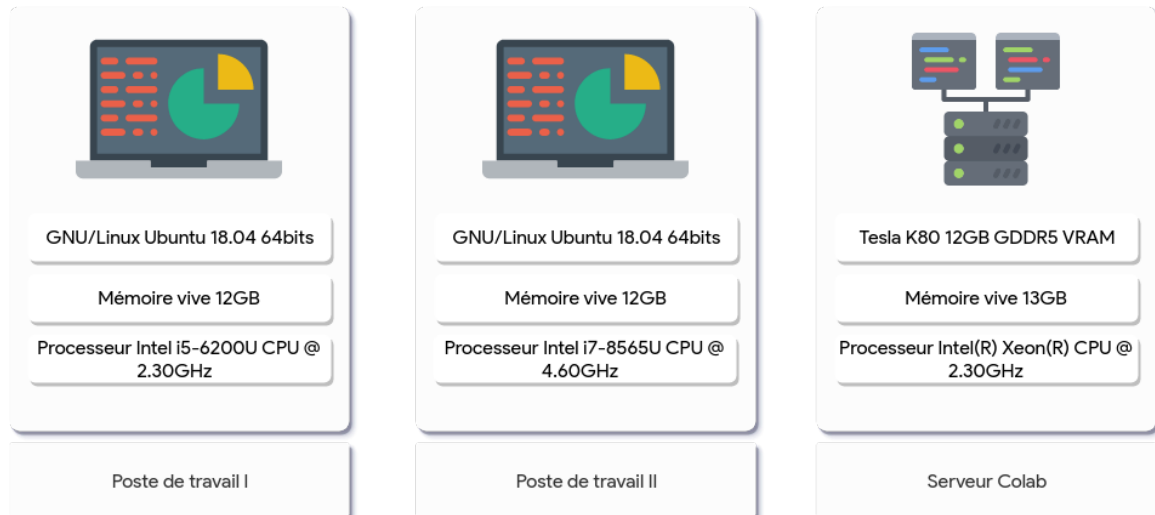 GNU/Linux Ubuntu 18.04 64bits
Mémoire vive 12GB
Processeur Intel i5-6200U CPU @
2.30GHz
Poste de travail I
GNU/Linux Ubuntu 18.04 64bits
Mémoire vive 12GB
Processeur Intel i7-8565U CPU @
4.60GHz
Poste de travail II
Tesla K80 12GB GDDR5 VRAM
Mémoire vive 13GB
Processeur Intel(R) Xeon(R) CPU @
2.30GHz
Serveur Colab